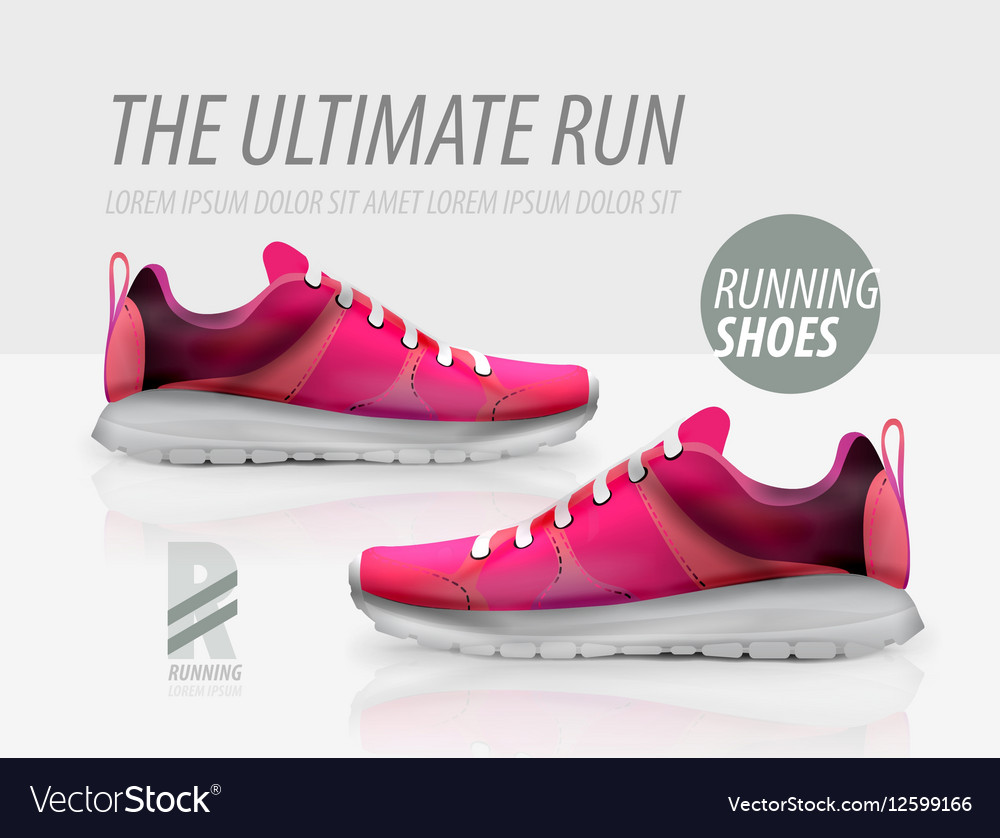 THE ULTIMATE RUN
LOREM IPSUM DOLOR SIT AMET LOREM IPSUM DOLOR SIT
RUNNING
SHOES
R
RUNNING
LOREM IPSUM
VectorStock®
VectorStock.com/12599166